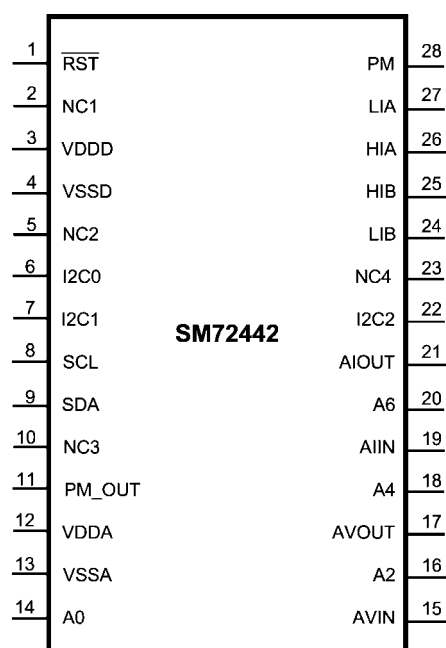 1 RST PM 28
2 NC1 LIA 27
3 VDDD HIA 26
4 VSSD HIB 25
5 NC2 LIB 24
6 I2C0 NC4 23
7 I2C1 I2C2 22
SM72442
8 SCL AIOUT 21
9 SDA A6 20
10 NC3 AIIN 19
11 PM_OUT A4 18
12 VDDA AVOUT 17
13 VSSA A2 16
14 A0 AVIN 15